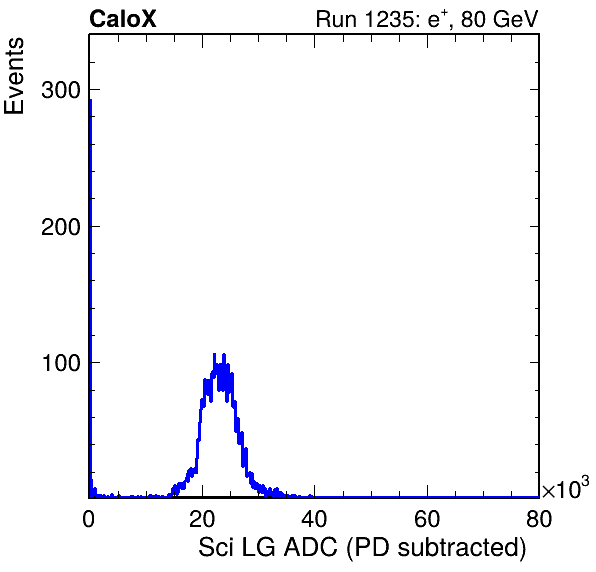 CaloX Run 1235: e⁺, 80 GeV
Events
300
200
100
×10³
0 20 40 60 80
Sci LG ADC (PD subtracted)